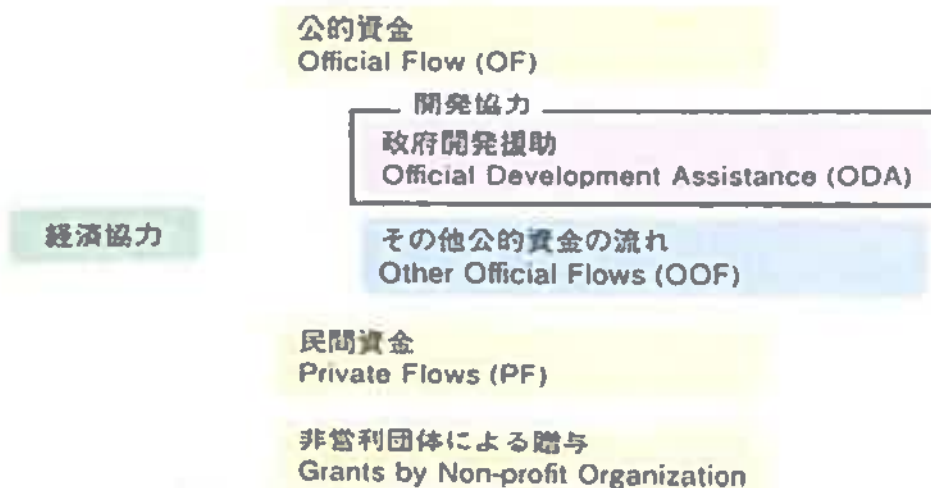 公的資金
Official Flow (OF)
開発協力
政府開発援助
Official Development Assistance (ODA)
経済協力
その他公的資金の流れ
Other Official Flows (OOF)
民間資金
Private Flows (PF)
非営利団体による贈与
Grants by Non-profit Organization